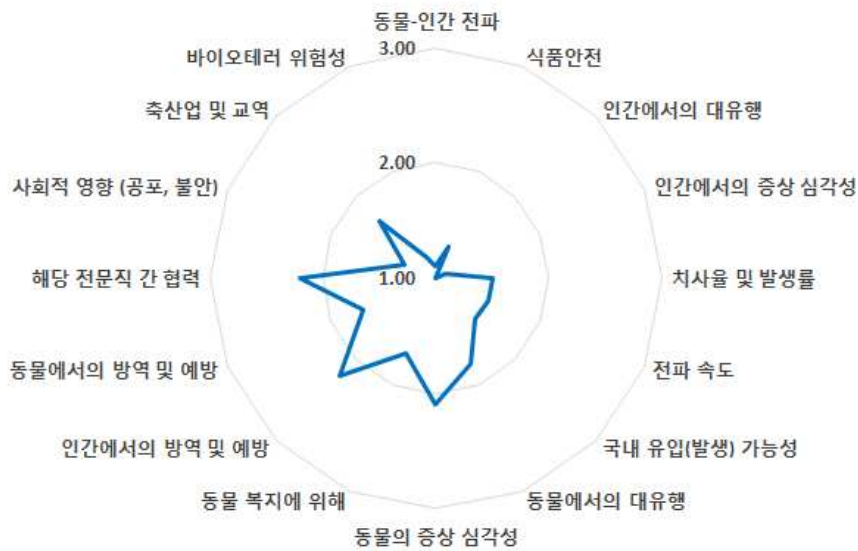 동물-인간 전파
3.00
바이오테러 위험성
식품안전
축산업 및 교역
인간에서의 대유행
2.00
사회적 영향 (공포, 불안)
인간에서의 증상 심각성
해당 전문직 간 협력
1.00
치사율 및 발생률
동물에서의 방역 및 예방
전파 속도
인간에서의 방역 및 예방
국내 유입(발생) 가능성
동물 복지에 위해
동물에서의 대유행
동물의 증상 심각성